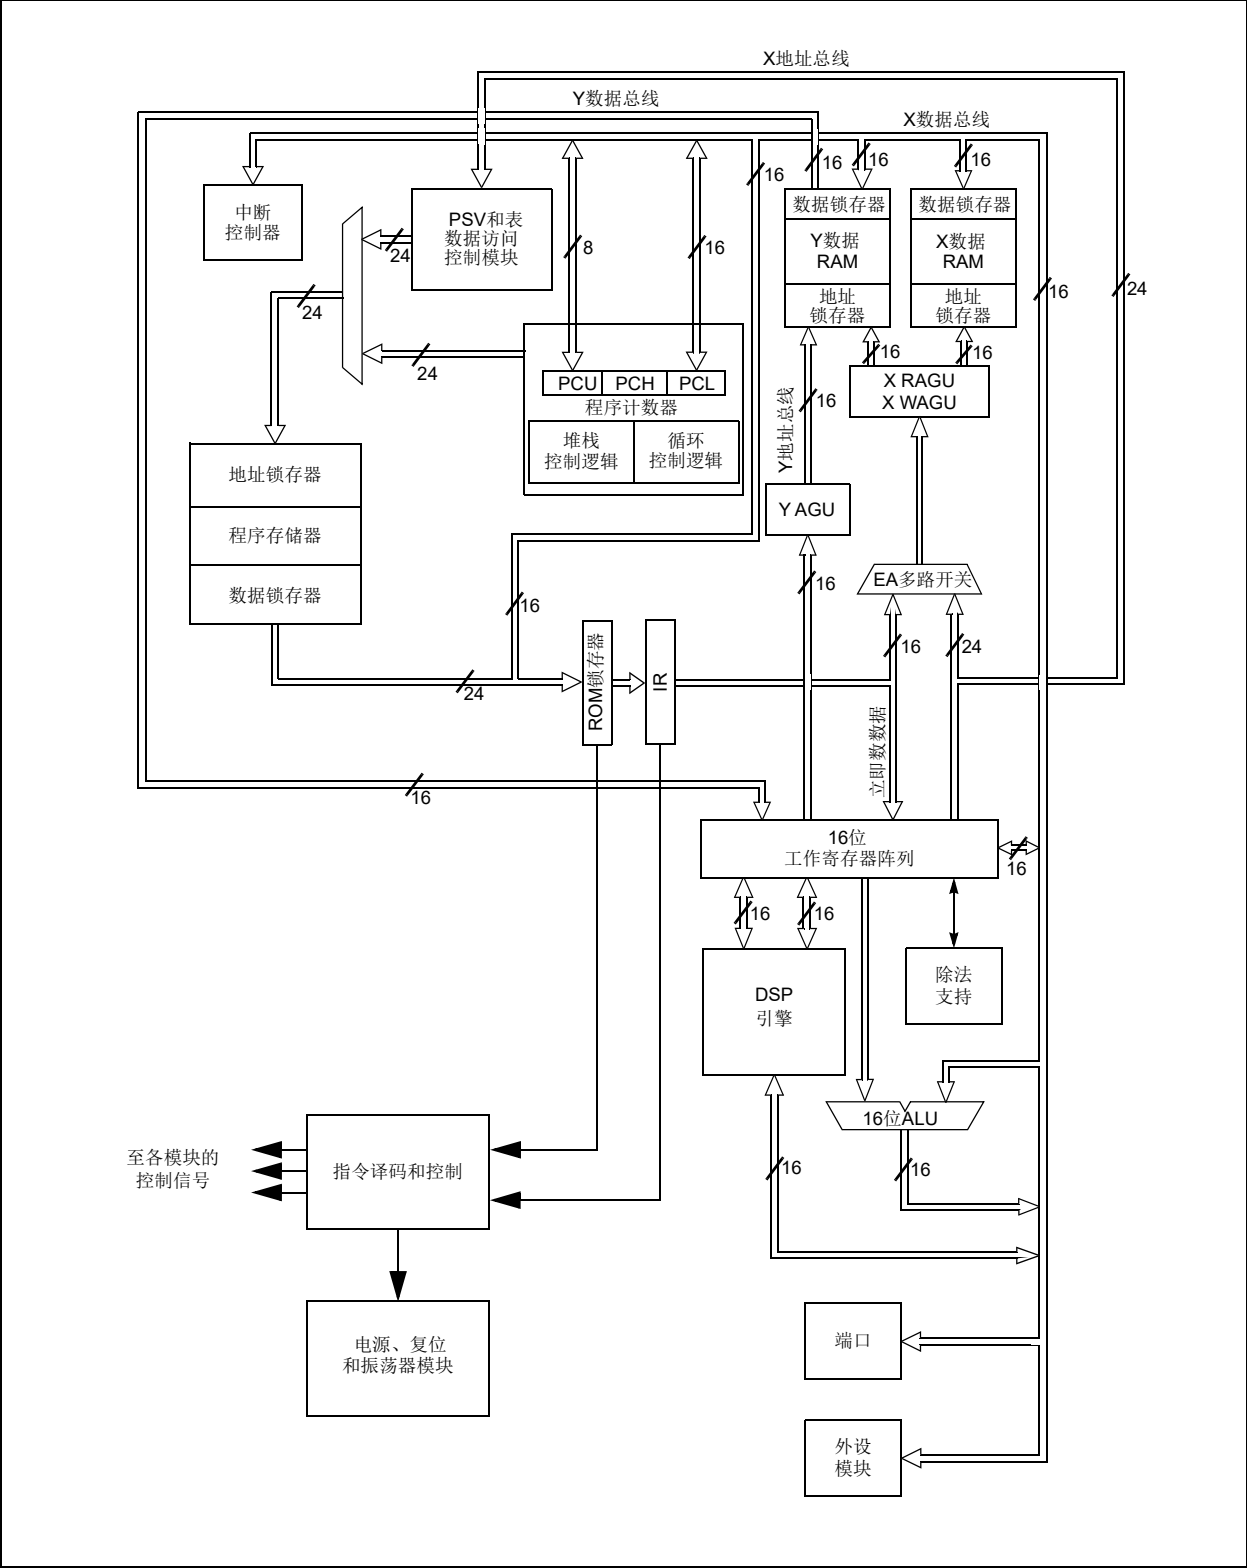 X地址总线
Y数据总线
X数据总线
16
16
16
16
中断
控制器
PSV和表
数据访问
控制模块
24
8
16
数据锁存器
Y数据
RAM
地址
锁存器
数据锁存器
X数据
RAM
地址
锁存器
16
24
24
24
16
16
PCU
PCH
PCL
程序计数器
堆栈
控制逻辑
循环
控制逻辑
X RAGU
X WAGU
Y地址总线
16
地址锁存器
程序存储器
数据锁存器
Y AGU
EA多路开关
16
16
16
24
24
ROM锁存器
IR
立即数数据
16
16位
工作寄存器阵列
16
16
16
DSP
引擎
除法
支持
16位ALU
16
16
至各模块的
控制信号
指令译码和控制
电源、复位
和振荡器模块
端口
外设
模块